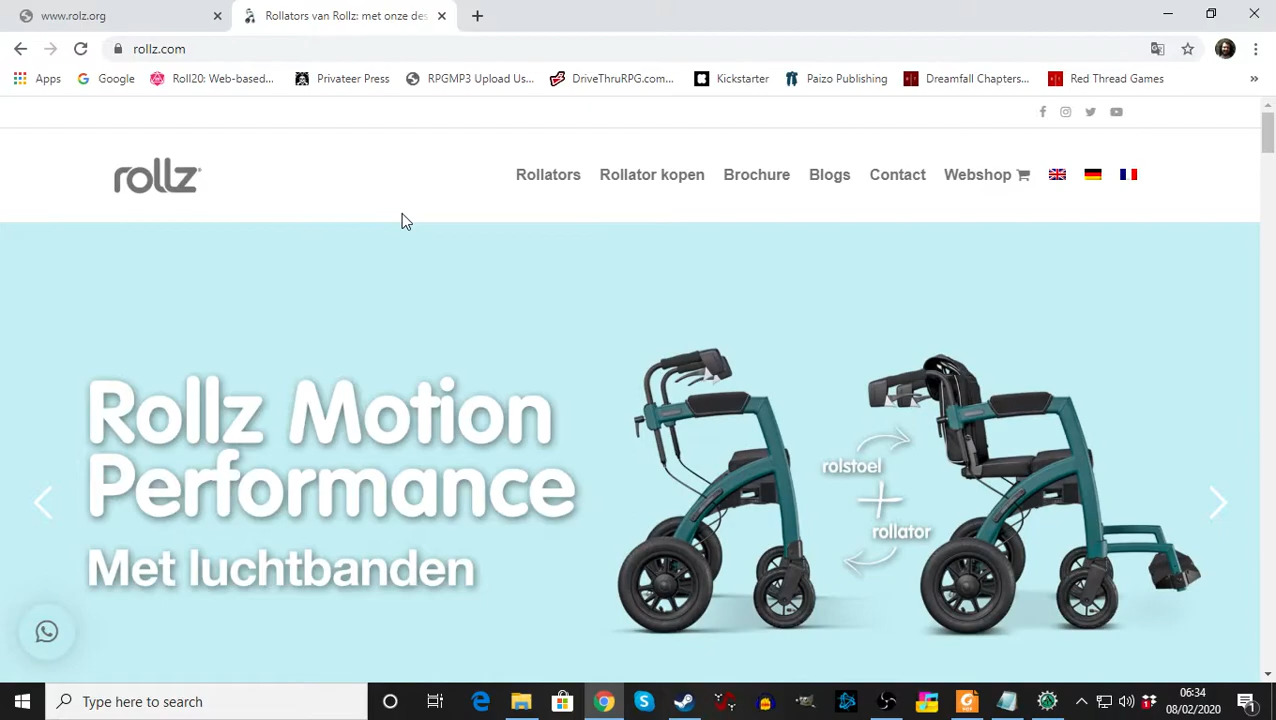 www.rolz.org
Rollators van Rollz: met onze des
rollz.com
Apps Google Roll20: Web-based... Privateer Press RPGMP3 Upload Us... DriveThruRPG.com... Kickstarter Paizo Publishing Dreamfall Chapters... Red Thread Games »
rollz
Rollators Rollator kopen Brochure Blogs Contact Webshop
Rollz Motion
Performance
Met luchtbanden
rolstoel
+
rollator
Type here to search
06:34
08/02/2020
1